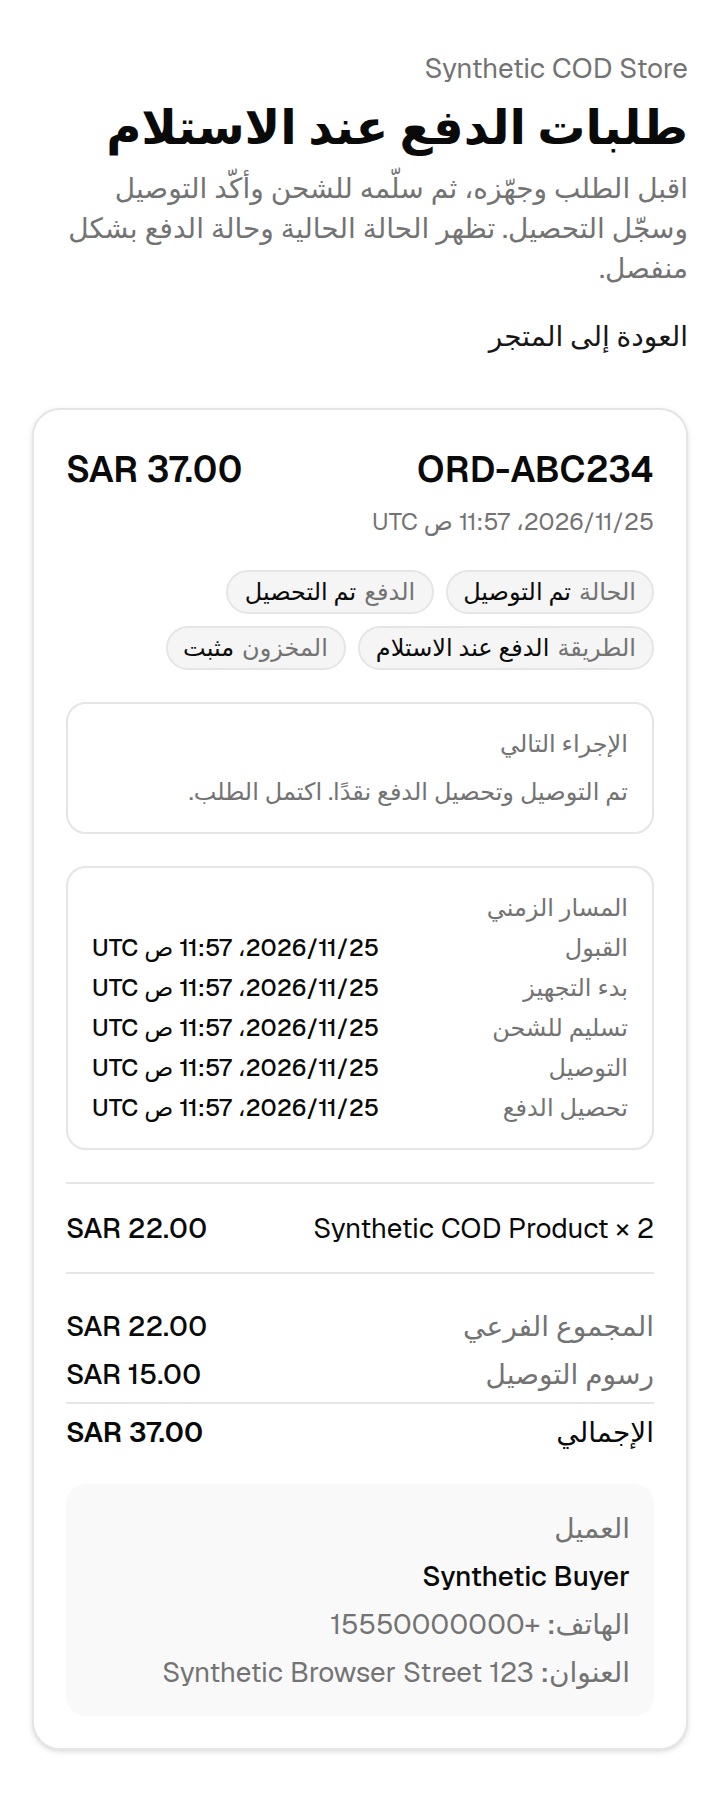 Synthetic COD Store
طلبات الدفع عند الاستلام
اقبل الطلب وجهّزه، ثم سلّمه للشحن وأكّد التوصيل
وسجّل التحصيل. تظهر الحالة الحالية وحالة الدفع بشكل
منفصل.
العودة إلى المتجر
ORD-ABC234 SAR 37.00
2026/11/25، 11:57 ص UTC
الحالة تم التوصيل الدفع تم التحصيل
الطريقة الدفع عند الاستلام المخزون مثبت
الإجراء التالي
تم التوصيل وتحصيل الدفع نقدًا. اكتمل الطلب.
المسار الزمني
القبول 2026/11/25، 11:57 ص UTC
بدء التجهيز 2026/11/25، 11:57 ص UTC
تسليم للشحن 2026/11/25، 11:57 ص UTC
التوصيل 2026/11/25، 11:57 ص UTC
تحصيل الدفع 2026/11/25، 11:57 ص UTC
Synthetic COD Product × 2 SAR 22.00
المجموع الفرعي SAR 22.00
رسوم التوصيل SAR 15.00
الإجمالي SAR 37.00
العميل
Synthetic Buyer
الهاتف: +15550000000
العنوان: 123 Synthetic Browser Street